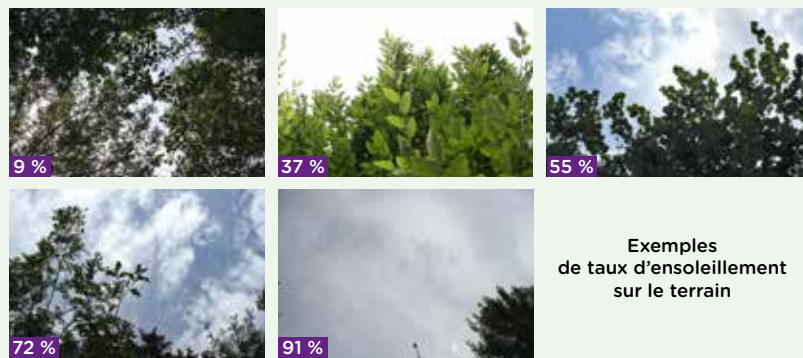 9 %
37 %
55 %
72 %
91 %
Exemples
de taux d'ensoleillement
sur le terrain